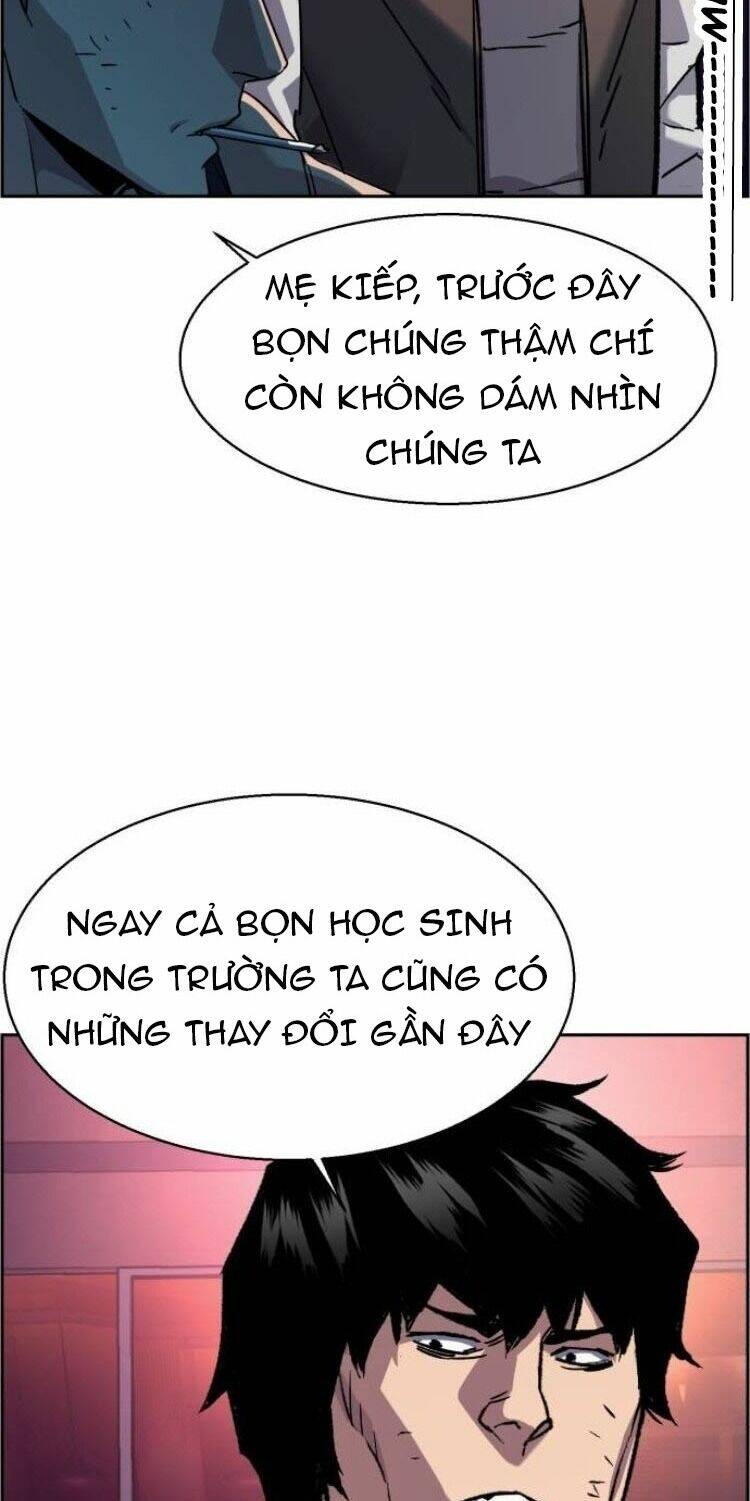 MẸ KIẾP, TRƯỚC ĐÂY
BỌN CHÚNG THẬM CHÍ
CÒN KHÔNG DÁM NHÌN
CHÚNG TA
NGAY CẢ BỌN HỌC SINH
TRONG TRƯỜNG TA CŨNG CÓ
NHỮNG THAY ĐỔI GẦN ĐÂY